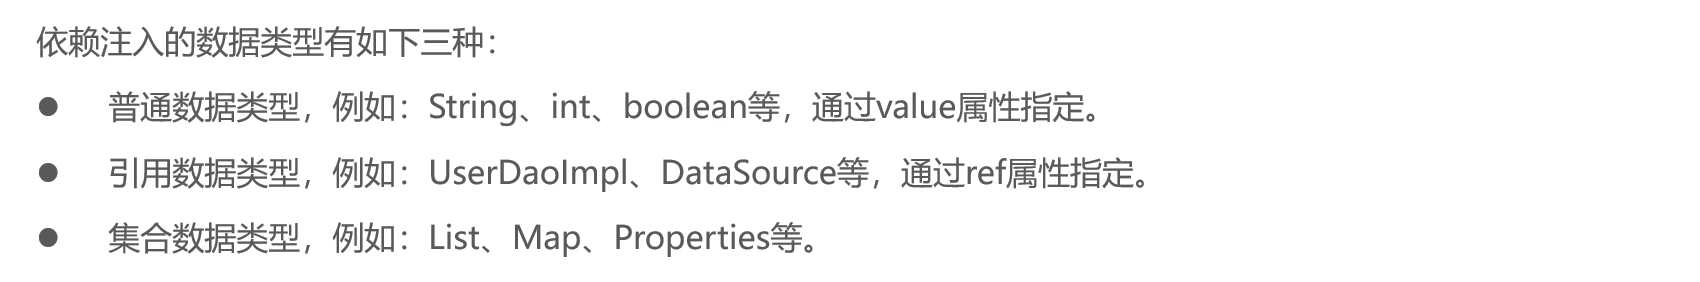 依赖注入的数据类型有如下三种：
● 普通数据类型，例如：String、int、boolean等，通过value属性指定。
● 引用数据类型，例如：UserDaoImpl、DataSource等，通过ref属性指定。
● 集合数据类型，例如：List、Map、Properties等。